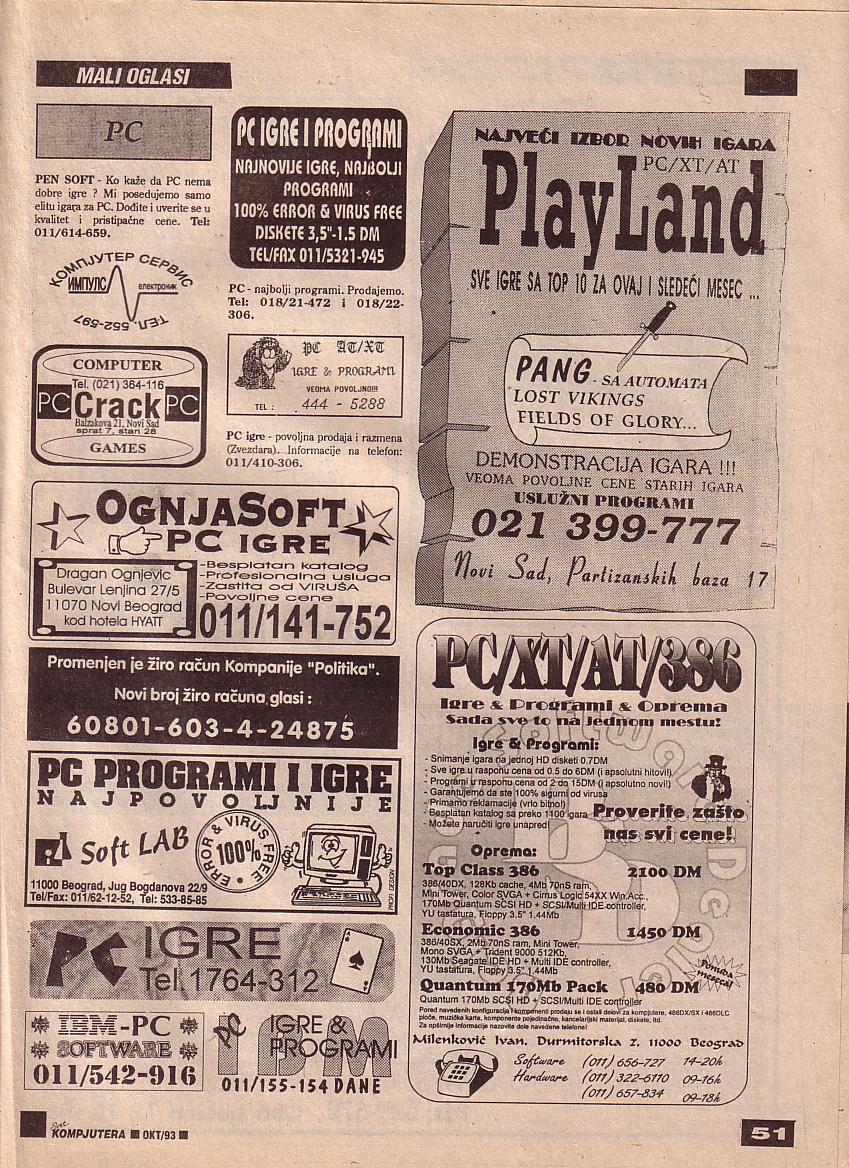 MALI OGLASI
PC
PEN SOFT - Ko kaže da PC nema
dobre igre ? Mi posedujemo samo
elitu igara za PC. Dođite i uverite se u
kvalitet i pristipačne cene. Tel:
011/614-659.
КОМПЈУТЕР СЕРВИС
ИМПУЛС електроник
ТЕЛ. 552-597
COMPUTER
Tel. (021) 364-116
PC Crack PC
Balzakova 21, Novi Sad
sprat 7, stan 28
GAMES
PC IGRE I PROGRAMI
NAJNOVIJE IGRE, NAJBOLJI
PROGRAMI
100% ERROR & VIRUS FREE
DISKETE 3,5"-1.5 DM
TEL/FAX 011/5321-945
PC - najbolji programi. Prodajemo.
Tel: 018/21-472 i 018/22-
306.
PC AT/XT
IGRE & PROGRAMI
VEOMA POVOLJNO!!!
TEL : 444 - 5288
PC igre - povoljna prodaja i razmena
(Zvezdara). Informacije na telefon:
011/410-306.
OGNJASOFT
PC IGRE
Dragan Ognjevic
Bulevar Lenjina 27/5
11070 Novi Beograd
kod hotela HYATT
-Besplatan katalog
-Profesionalna usluga
-Zastita od VIRUSA
-Povoljne cene
011/141-752
Promenjen je žiro račun Kompanije "Politika".
Novi broj žiro računa glasi :
60801-603-4-24875
PC PROGRAMI I IGRE
NAJPOVOLJNIJE
Soft LAB
ERROR & VIRUS FREE
100%
11000 Beograd, Jug Bogdanova 22/9
Tel/Fax: 011/62-12-52, Tel: 533-85-85
PC IGRE
Tel.1764-312
IBM-PC
SOFTWARE
011/542-916
PC IBM
IGRE &
PROGRAMI
011/155-154 DANE
NAJVEĆI IZBOR NOVIH IGARA
PC/XT/AT
PlayLand
SVE IGRE SA TOP 10 ZA OVAJ I SLEDEĆI MESEC ...
PANG - SA AUTOMATA
LOST VIKINGS
FIELDS OF GLORY...
DEMONSTRACIJA IGARA !!!
VEOMA POVOLJNE CENE STARIH IGARA
USLUŽNI PROGRAMI
021 399-777
Novi Sad, Partizanskih baza 17
PC/XT/AT/386
Igre & Programi & Oprema
Sada sve to na jednom mestu!
Igre & Programi:
- Snimanje igara na jednoj HD disketi 0.7DM
- Sve igre u rasponu cena od 0.5 do 6DM (i apsolutni hitovi!)
- Programi u rasponu cena od 2 do 15DM (i apsolutno novi!)
- Garantujemo da ste 100% sigurni od virusa
- Primamo reklamacije (vrlo bitno!)
- Besplatan katalog sa preko 1100 igara
- Možete naručiti igre unapred!
Proverite zašto
nas svi cene!
Oprema:
Top Class 386 2100 DM
386/40DX, 128Kb cache, 4Mb 70nS ram,
Mini Tower, Color SVGA + Cirrus Logic 54XX Win.Acc.,
170Mb Quantum SCSI HD + SCSI/Multi IDE controller,
YU tastatura, Floppy 3.5" 1.44Mb
Economic 386 1450 DM
386/40SX, 2Mb 70nS ram, Mini Tower,
Mono SVGA + Trident 9000 512Kb,
130Mb Seagate IDE HD + Multi IDE controller,
YU tastatura, Floppy 3.5" 1.44Mb
Ponuda
meseca!
Quantum 170Mb Pack 480 DM
Quantum 170Mb SCSI HD + SCSI/Multi IDE controller
Pored navedenih konfiguracija i komponenti prodaju se i ostali delovi za kompjutere, 486DX/SX i 486DLC
ploče, muzičke karte, komponente pojedinačne, kancelarijski materijal, diskete, itd.
Za opširnije informacije nazovite dole navedene telefone!
Milenković Ivan, Durmitorska 2, 11000 Beograd
Software (011) 656-727 14-20h
Hardware (011) 322-6110 09-16h
(011) 657-834 09-18h
Svet
KOMPJUTERA OKT/93
51